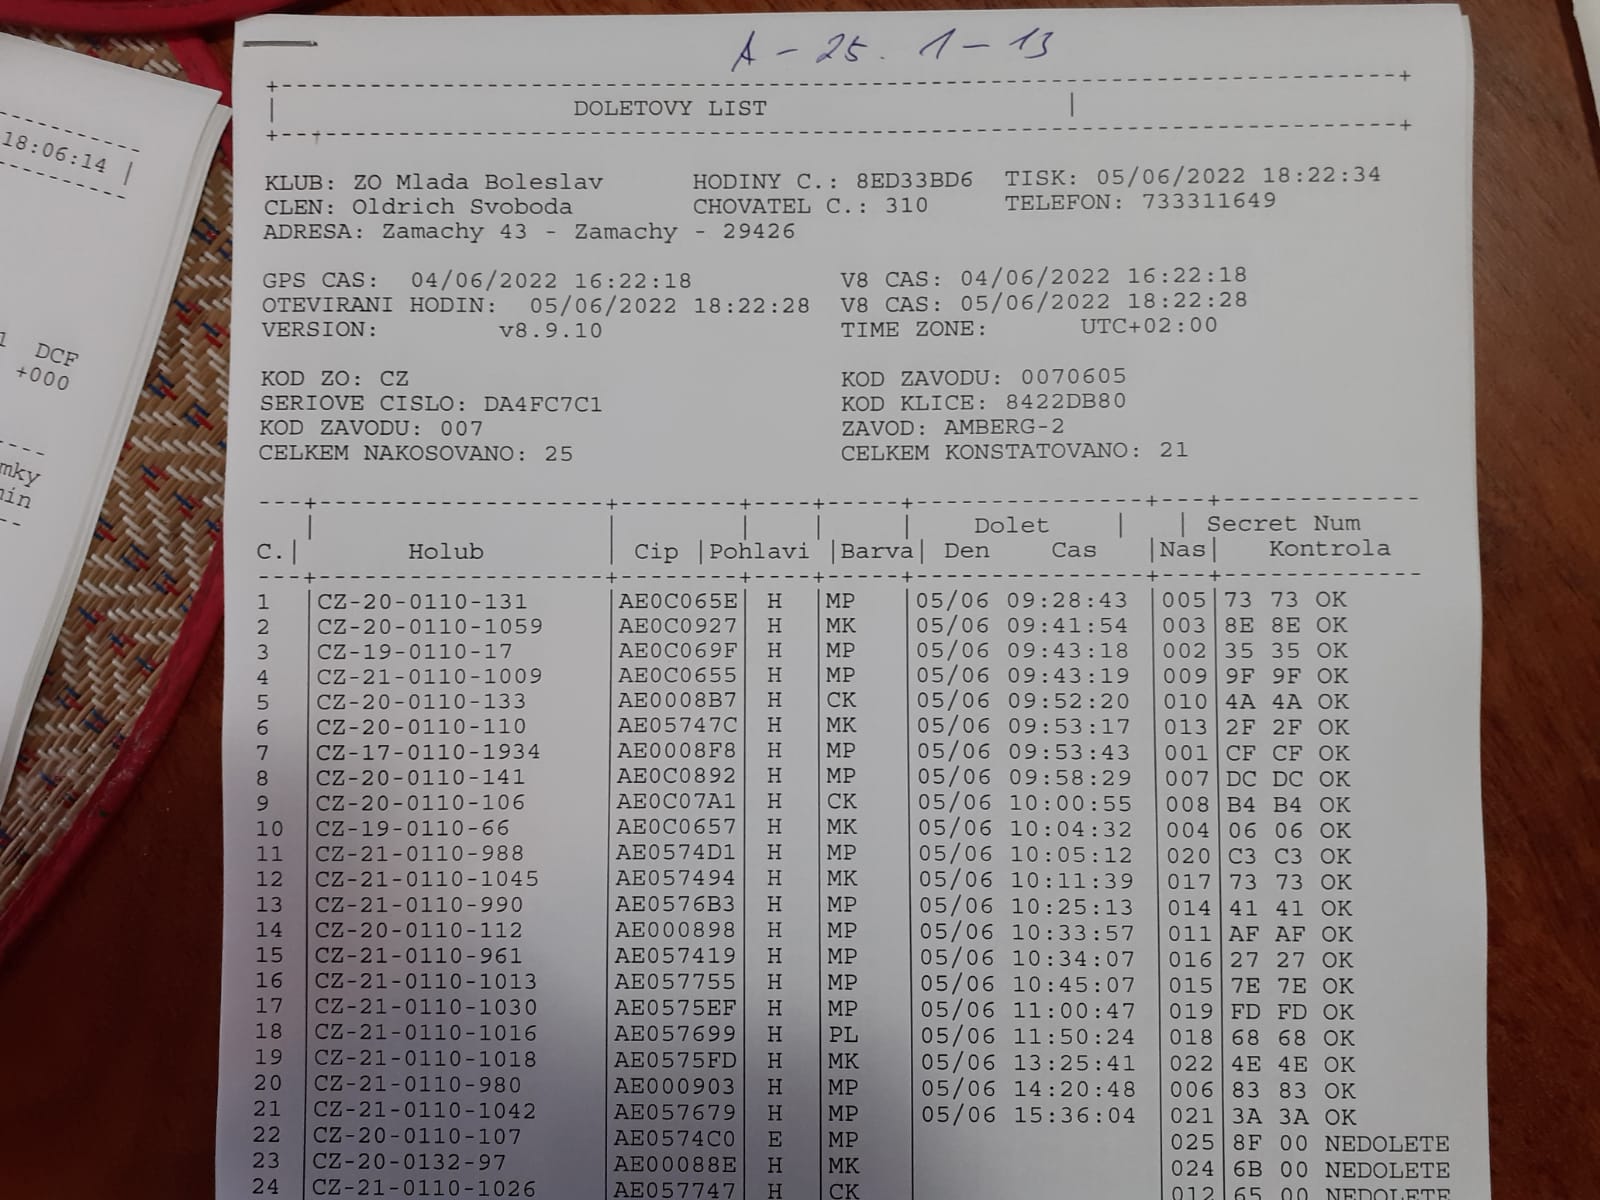 A - 25. 1 - 13
DOLETOVY LIST
18:06:14
KLUB: ZO Mlada Boleslav HODINY C.: 8ED33BD6 TISK: 05/06/2022 18:22:34
CLEN: Oldrich Svoboda CHOVATEL C.: 310 TELEFON: 733311649
ADRESA: Zamachy 43 - Zamachy - 29426
GPS CAS: 04/06/2022 16:22:18 V8 CAS: 04/06/2022 16:22:18
OTEVIRANI HODIN: 05/06/2022 18:22:28 V8 CAS: 05/06/2022 18:22:28
VERSION: v8.9.10 TIME ZONE: UTC+02:00
DCF
+000
KOD ZO: CZ KOD ZAVODU: 0070605
SERIOVE CISLO: DA4FC7C1 KOD KLICE: 8422DB80
KOD ZAVODU: 007 ZAVOD: AMBERG-2
CELKEM NAKOSOVANO: 25 CELKEM KONSTATOVANO: 21
mky
min
Dolet | | Secret Num
C.| Holub | Cip |Pohlavi |Barva| Den Cas |Nas| Kontrola
1 |CZ-20-0110-131 |AE0C065E| H |MP |05/06 09:28:43 |005|73 73 OK
2 |CZ-20-0110-1059 |AE0C0927| H |MK |05/06 09:41:54 |003|8E 8E OK
3 |CZ-19-0110-17 |AE0C069F| H |MP |05/06 09:43:18 |002|35 35 OK
4 |CZ-21-0110-1009 |AE0C0655| H |MP |05/06 09:43:19 |009|9F 9F OK
5 |CZ-20-0110-133 |AE0008B7| H |CK |05/06 09:52:20 |010|4A 4A OK
6 |CZ-20-0110-110 |AE05747C| H |MK |05/06 09:53:17 |013|2F 2F OK
7 |CZ-17-0110-1934 |AE0008F8| H |MP |05/06 09:53:43 |001|CF CF OK
8 |CZ-20-0110-141 |AE0C0892| H |MP |05/06 09:58:29 |007|DC DC OK
9 |CZ-20-0110-106 |AE0C07A1| H |CK |05/06 10:00:55 |008|B4 B4 OK
10 |CZ-19-0110-66 |AE0C0657| H |MK |05/06 10:04:32 |004|06 06 OK
11 |CZ-21-0110-988 |AE0574D1| H |MP |05/06 10:05:12 |020|C3 C3 OK
12 |CZ-21-0110-1045 |AE057494| H |MK |05/06 10:11:39 |017|73 73 OK
13 |CZ-21-0110-990 |AE0576B3| H |MP |05/06 10:25:13 |014|41 41 OK
14 |CZ-20-0110-112 |AE000898| H |MP |05/06 10:33:57 |011|AF AF OK
15 |CZ-21-0110-961 |AE057419| H |MP |05/06 10:34:07 |016|27 27 OK
16 |CZ-21-0110-1013 |AE057755| H |MP |05/06 10:45:07 |015|7E 7E OK
17 |CZ-21-0110-1030 |AE0575EF| H |MP |05/06 11:00:47 |019|FD FD OK
18 |CZ-21-0110-1016 |AE057699| H |PL |05/06 11:50:24 |018|68 68 OK
19 |CZ-21-0110-1018 |AE0575FD| H |MK |05/06 13:25:41 |022|4E 4E OK
20 |CZ-21-0110-980 |AE000903| H |MP |05/06 14:20:48 |006|83 83 OK
21 |CZ-21-0110-1042 |AE057679| H |MP |05/06 15:36:04 |021|3A 3A OK
22 |CZ-20-0110-107 |AE0574C0| E |MP | |025|8F 00 NEDOLETE
23 |CZ-20-0132-97 |AE00088E| H |MK | |024|6B 00 NEDOLETE
24 |CZ-21-0110-1026 |AE057747| H |CK | |012|65 00 NEDOLETE